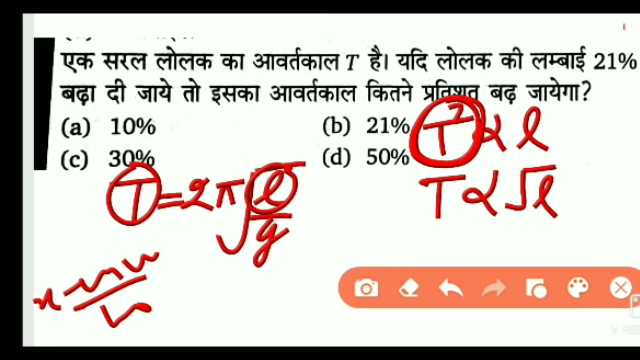 एक सरल लोलक का आवर्तकाल T है। यदि लोलक की लम्बाई 21%
बढ़ा दी जाये तो इसका आवर्तकाल कितने प्रतिशत बढ़ जायेगा?
(a) 10% (b) 21%
(c) 30% (d) 50%
T² ∝ l
T = 2π√l/g
T ∝ √l